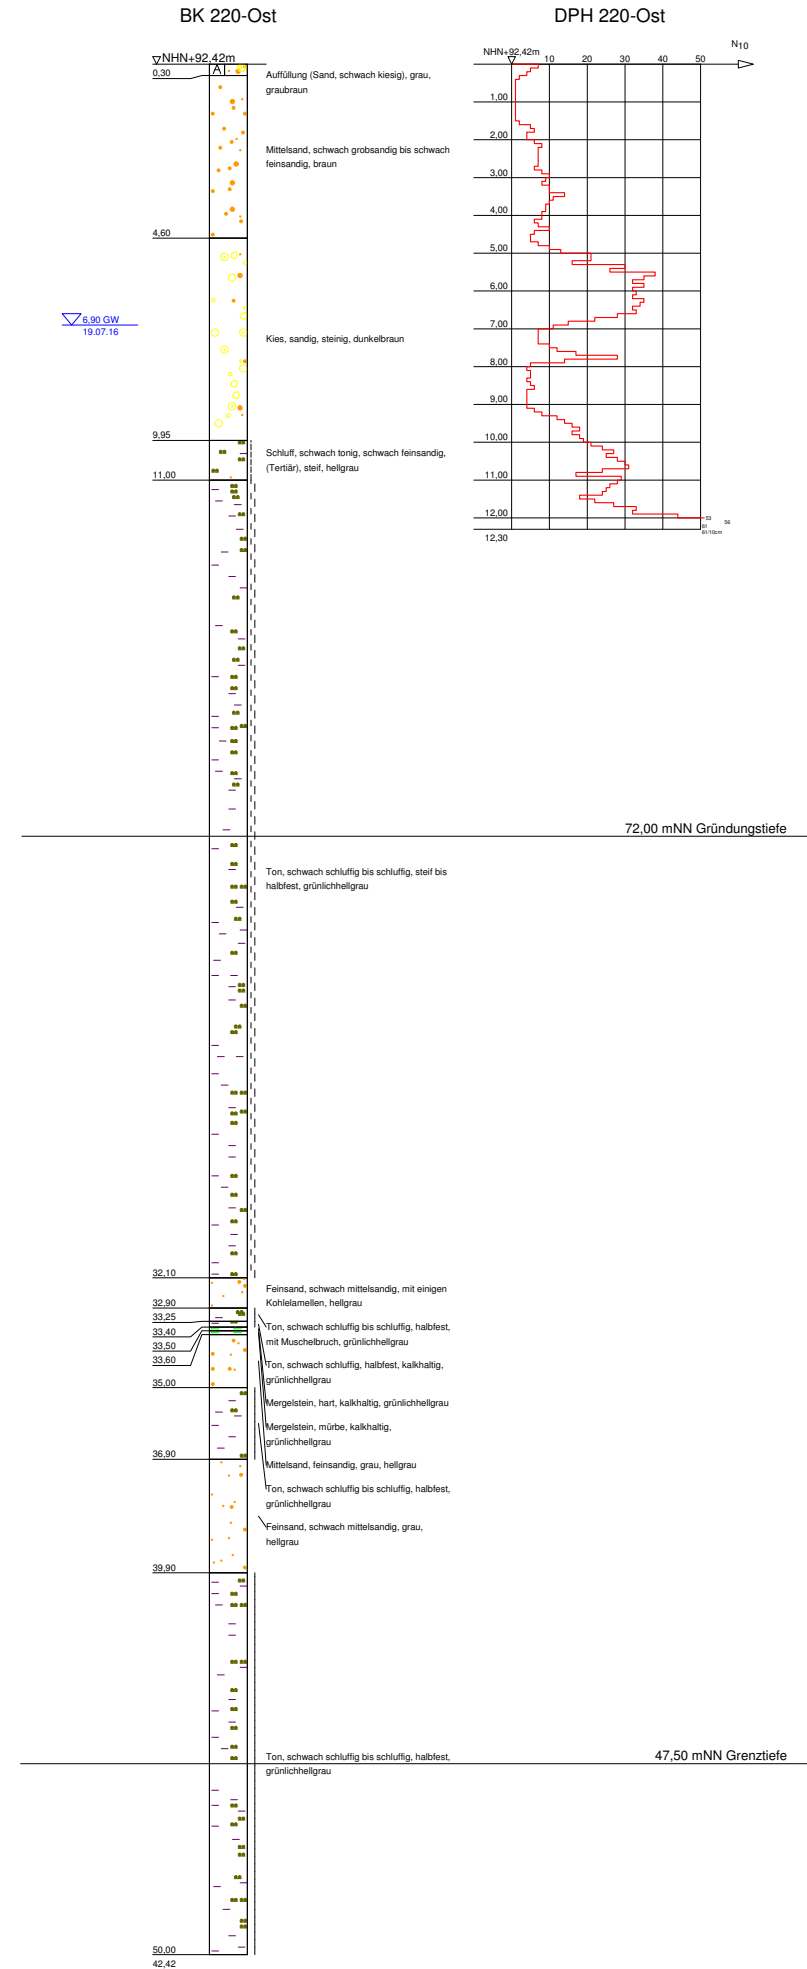 BK 220-Ost
DPH 220-Ost
NHN+92,42m
0,30
A
Auffüllung (Sand, schwach kiesig), grau,
graubraun
Mittelsand, schwach grobsandig bis schwach
feinsandig, braun
4,60
6,90 GW
19.07.16
Kies, sandig, steinig, dunkelbraun
9,95
Schluff, schwach tonig, schwach feinsandig,
(Tertiär), steif, hellgrau
11,00
N10
NHN+92,42m
10 20 30 40 50
1,00
2,00
3,00
4,00
5,00
6,00
7,00
8,00
9,00
10,00
11,00
12,00
53
56
61
61/10cm
12,30
72,00 mNN Gründungstiefe
Ton, schwach schluffig bis schluffig, steif bis
halbfest, grünlichhellgrau
32,10
Feinsand, schwach mittelsandig, mit einigen
Kohlelamellen, hellgrau
32,90
33,25
33,40
33,50
33,60
Ton, schwach schluffig bis schluffig, halbfest,
mit Muschelbruch, grünlichhellgrau
Ton, schwach schluffig, halbfest, kalkhaltig,
grünlichhellgrau
35,00
Mergelstein, hart, kalkhaltig, grünlichhellgrau
Mergelstein, mürbe, kalkhaltig,
grünlichhellgrau
36,90
Mittelsand, feinsandig, grau, hellgrau
Ton, schwach schluffig bis schluffig, halbfest,
grünlichhellgrau
Feinsand, schwach mittelsandig, grau,
hellgrau
39,90
47,50 mNN Grenztiefe
Ton, schwach schluffig bis schluffig, halbfest,
grünlichhellgrau
50,00
42,42